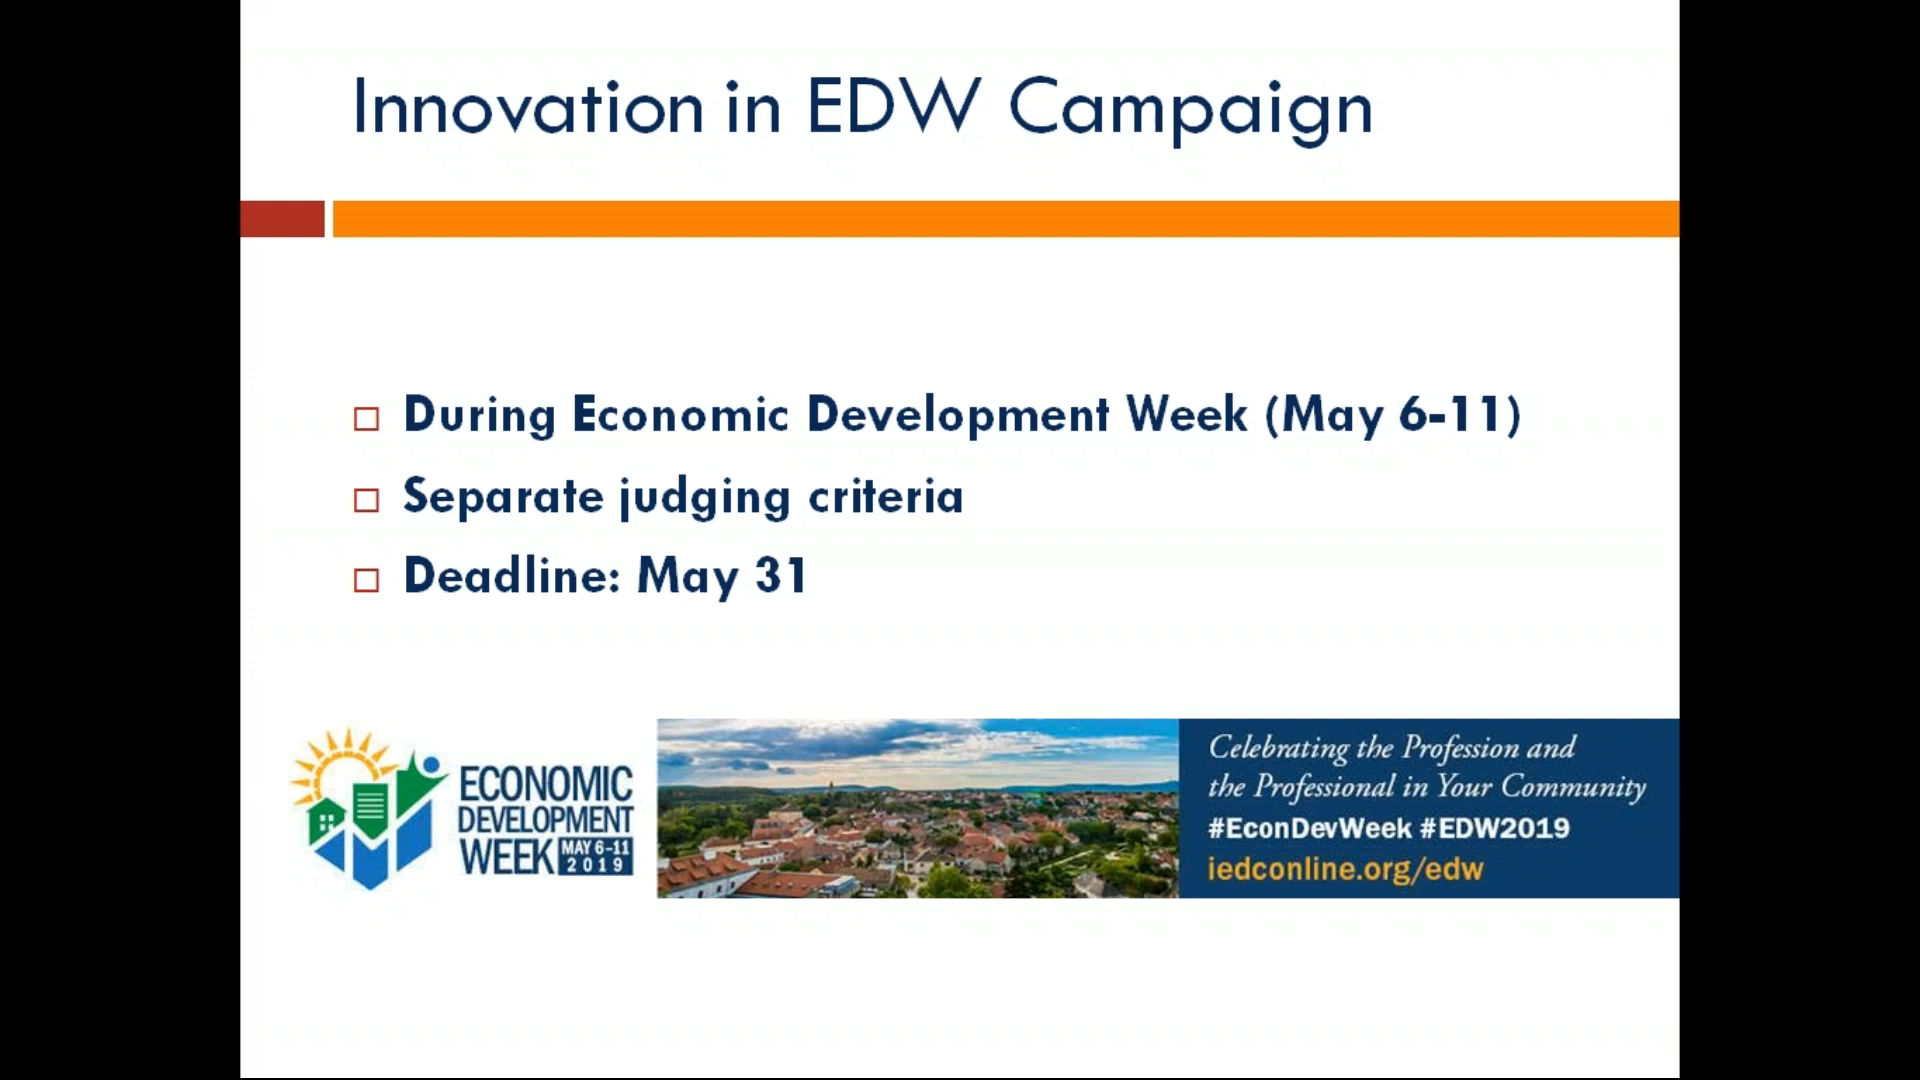 Innovation in EDW Campaign
During Economic Development Week (May 6-11)
Separate judging criteria
Deadline: May 31
ECONOMIC
DEVELOPMENT
WEEK MAY 6-11
2019
Celebrating the Profession and
the Professional in Your Community
#EconDevWeek #EDW2019
iedconline.org/edw